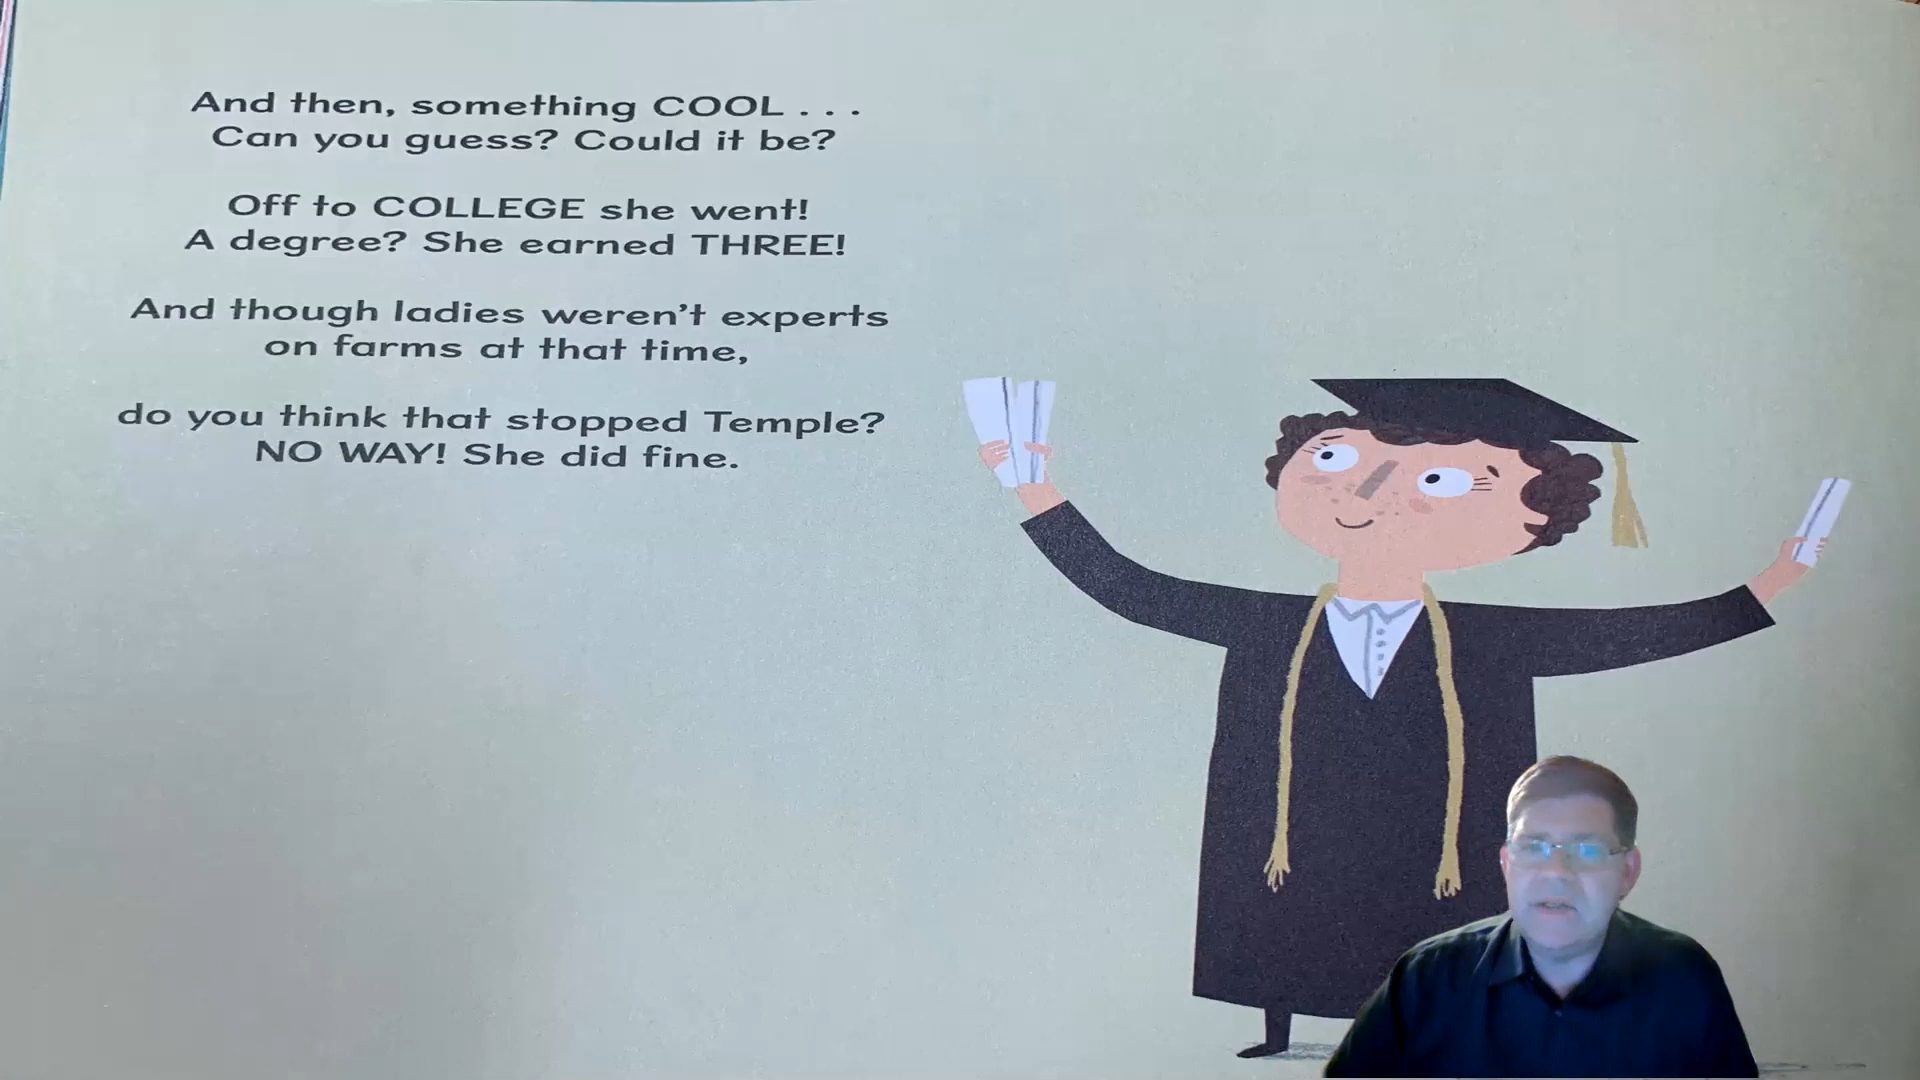 And then, something COOL . . .
Can you guess? Could it be?
Off to COLLEGE she went!
A degree? She earned THREE!
And though ladies weren't experts
on farms at that time,
do you think that stopped Temple?
NO WAY! She did fine.